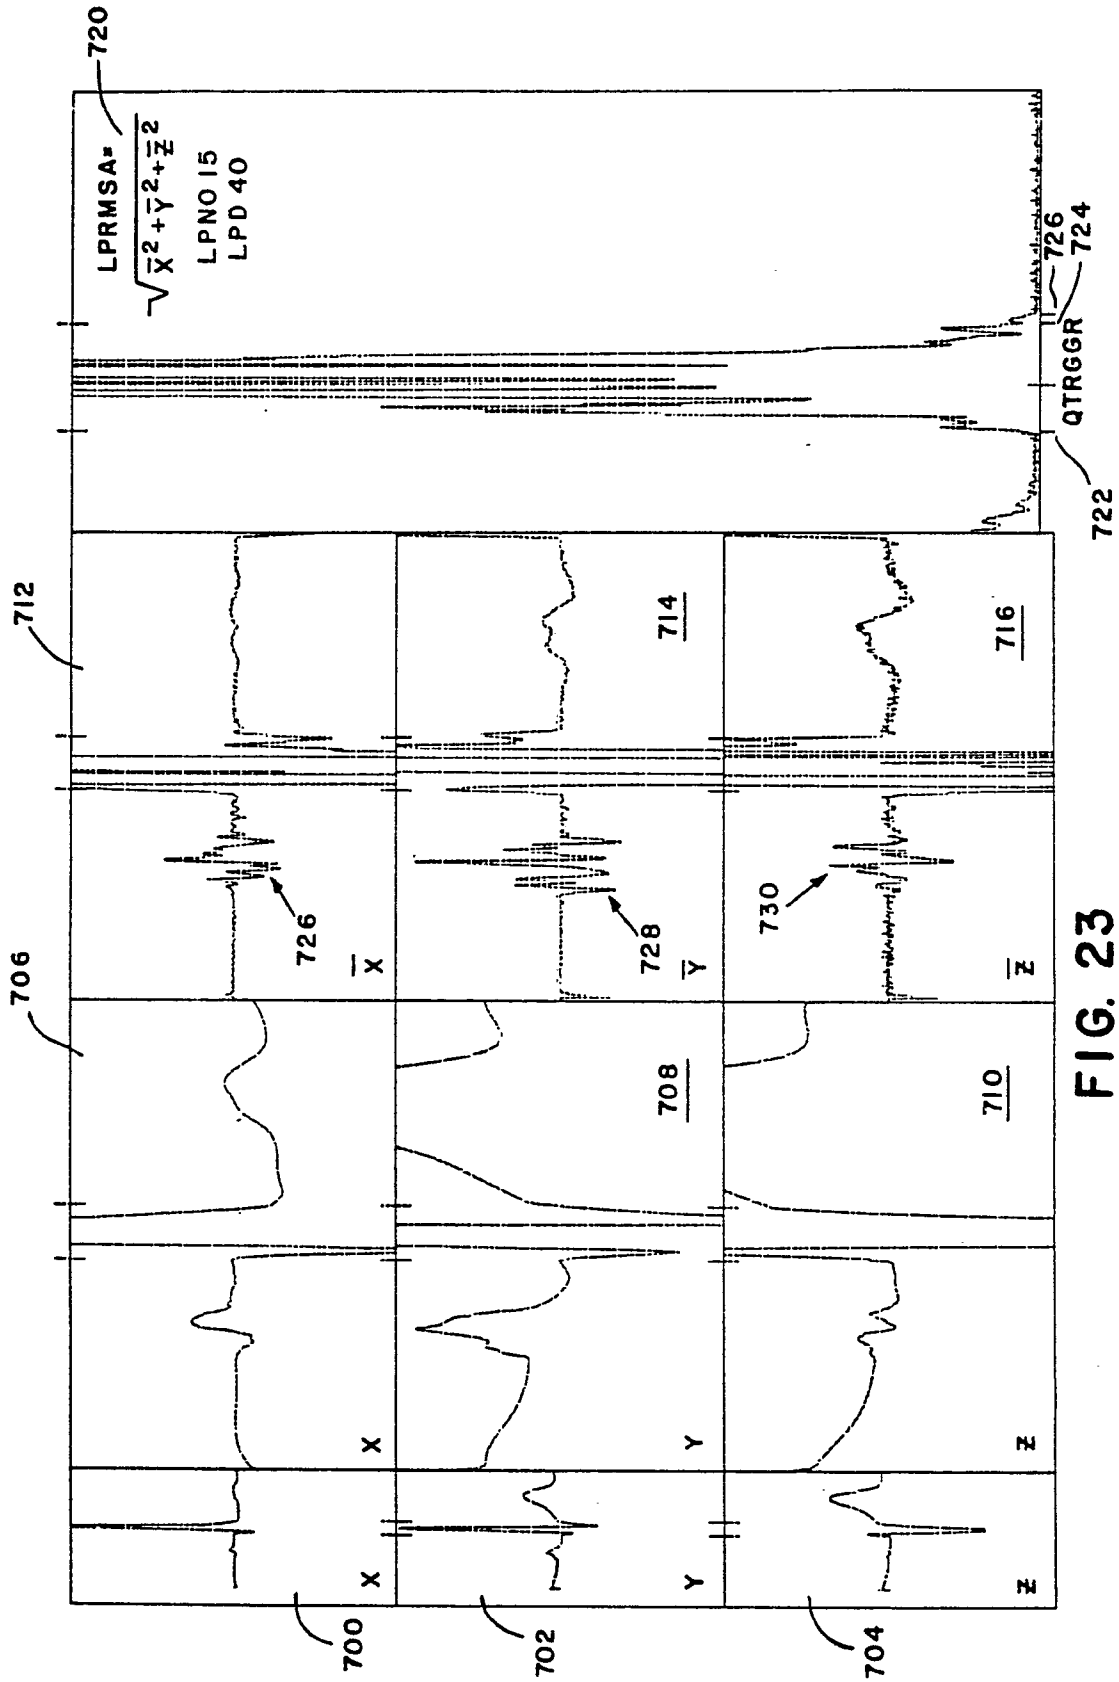 700
702
704
706
708
710
712
714
716
720
LPRMSA=
√X̄²+Ȳ²+Z̄²
LPNO 15
LPD 40
X
Y
Z
X
Y
Z
X̄
Ȳ
Z̄
726
728
730
722
QTRGGR
726
724
FIG. 23